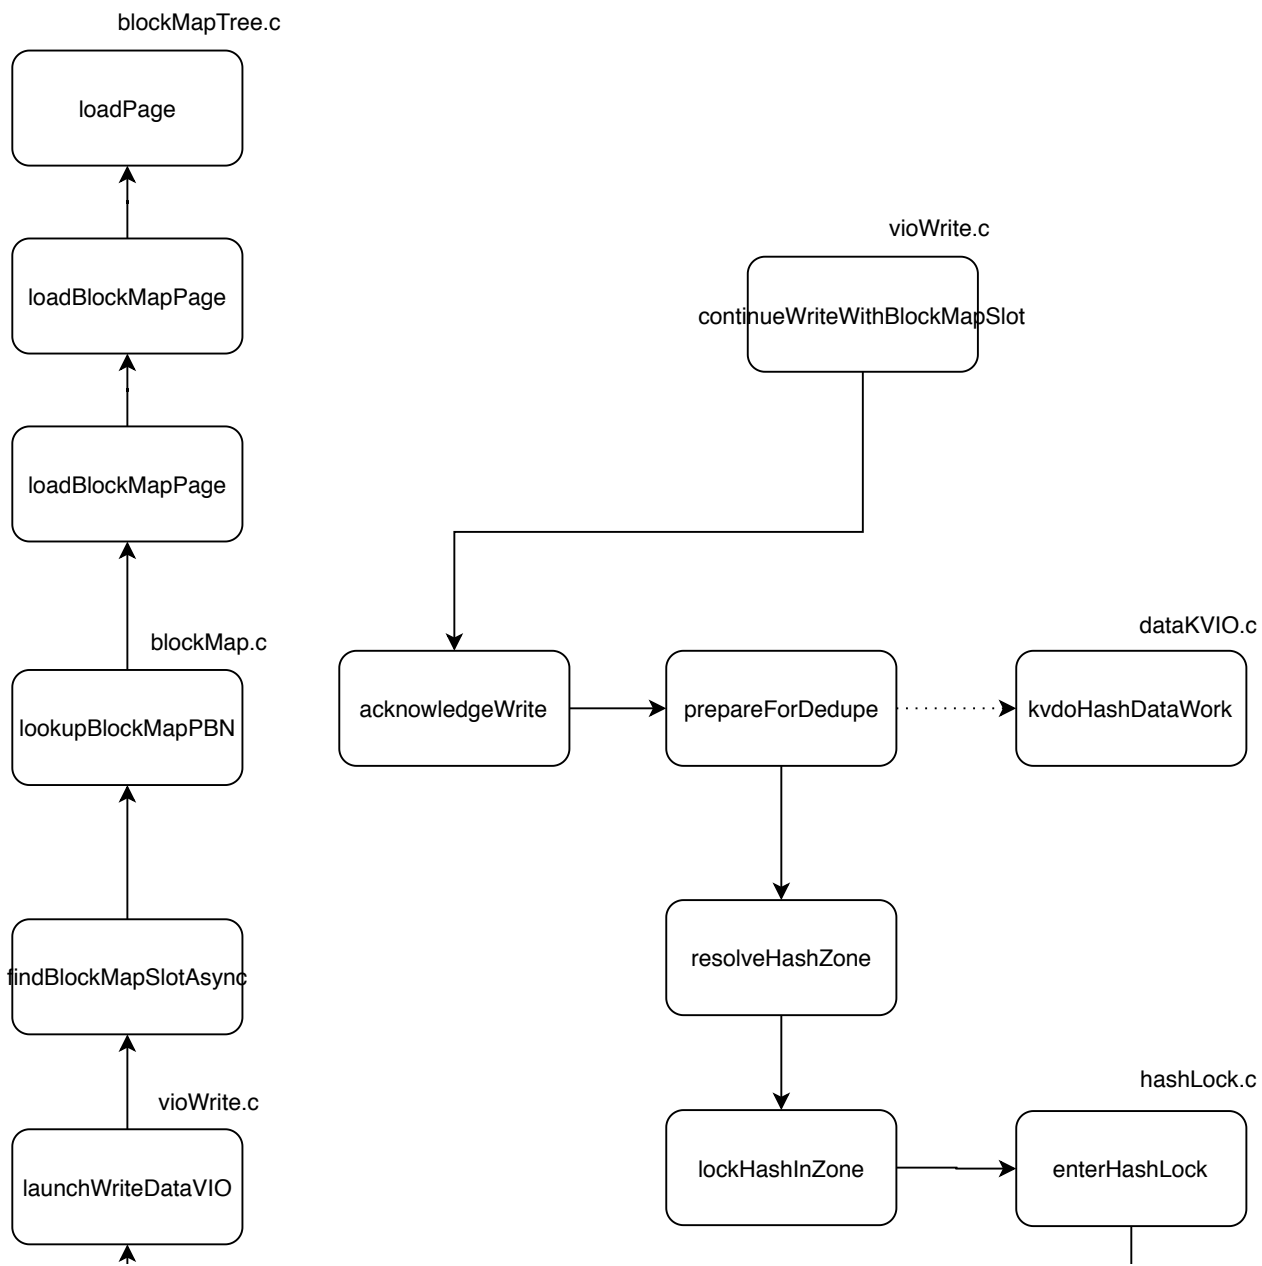 blockMapTree.c
loadPage
loadBlockMapPage
loadBlockMapPage
blockMap.c
lookupBlockMapPBN
findBlockMapSlotAsync
vioWrite.c
launchWriteDataVIO
vioWrite.c
continueWriteWithBlockMapSlot
acknowledgeWrite
prepareForDedupe
dataKVIO.c
kvdoHashDataWork
resolveHashZone
lockHashInZone
hashLock.c
enterHashLock